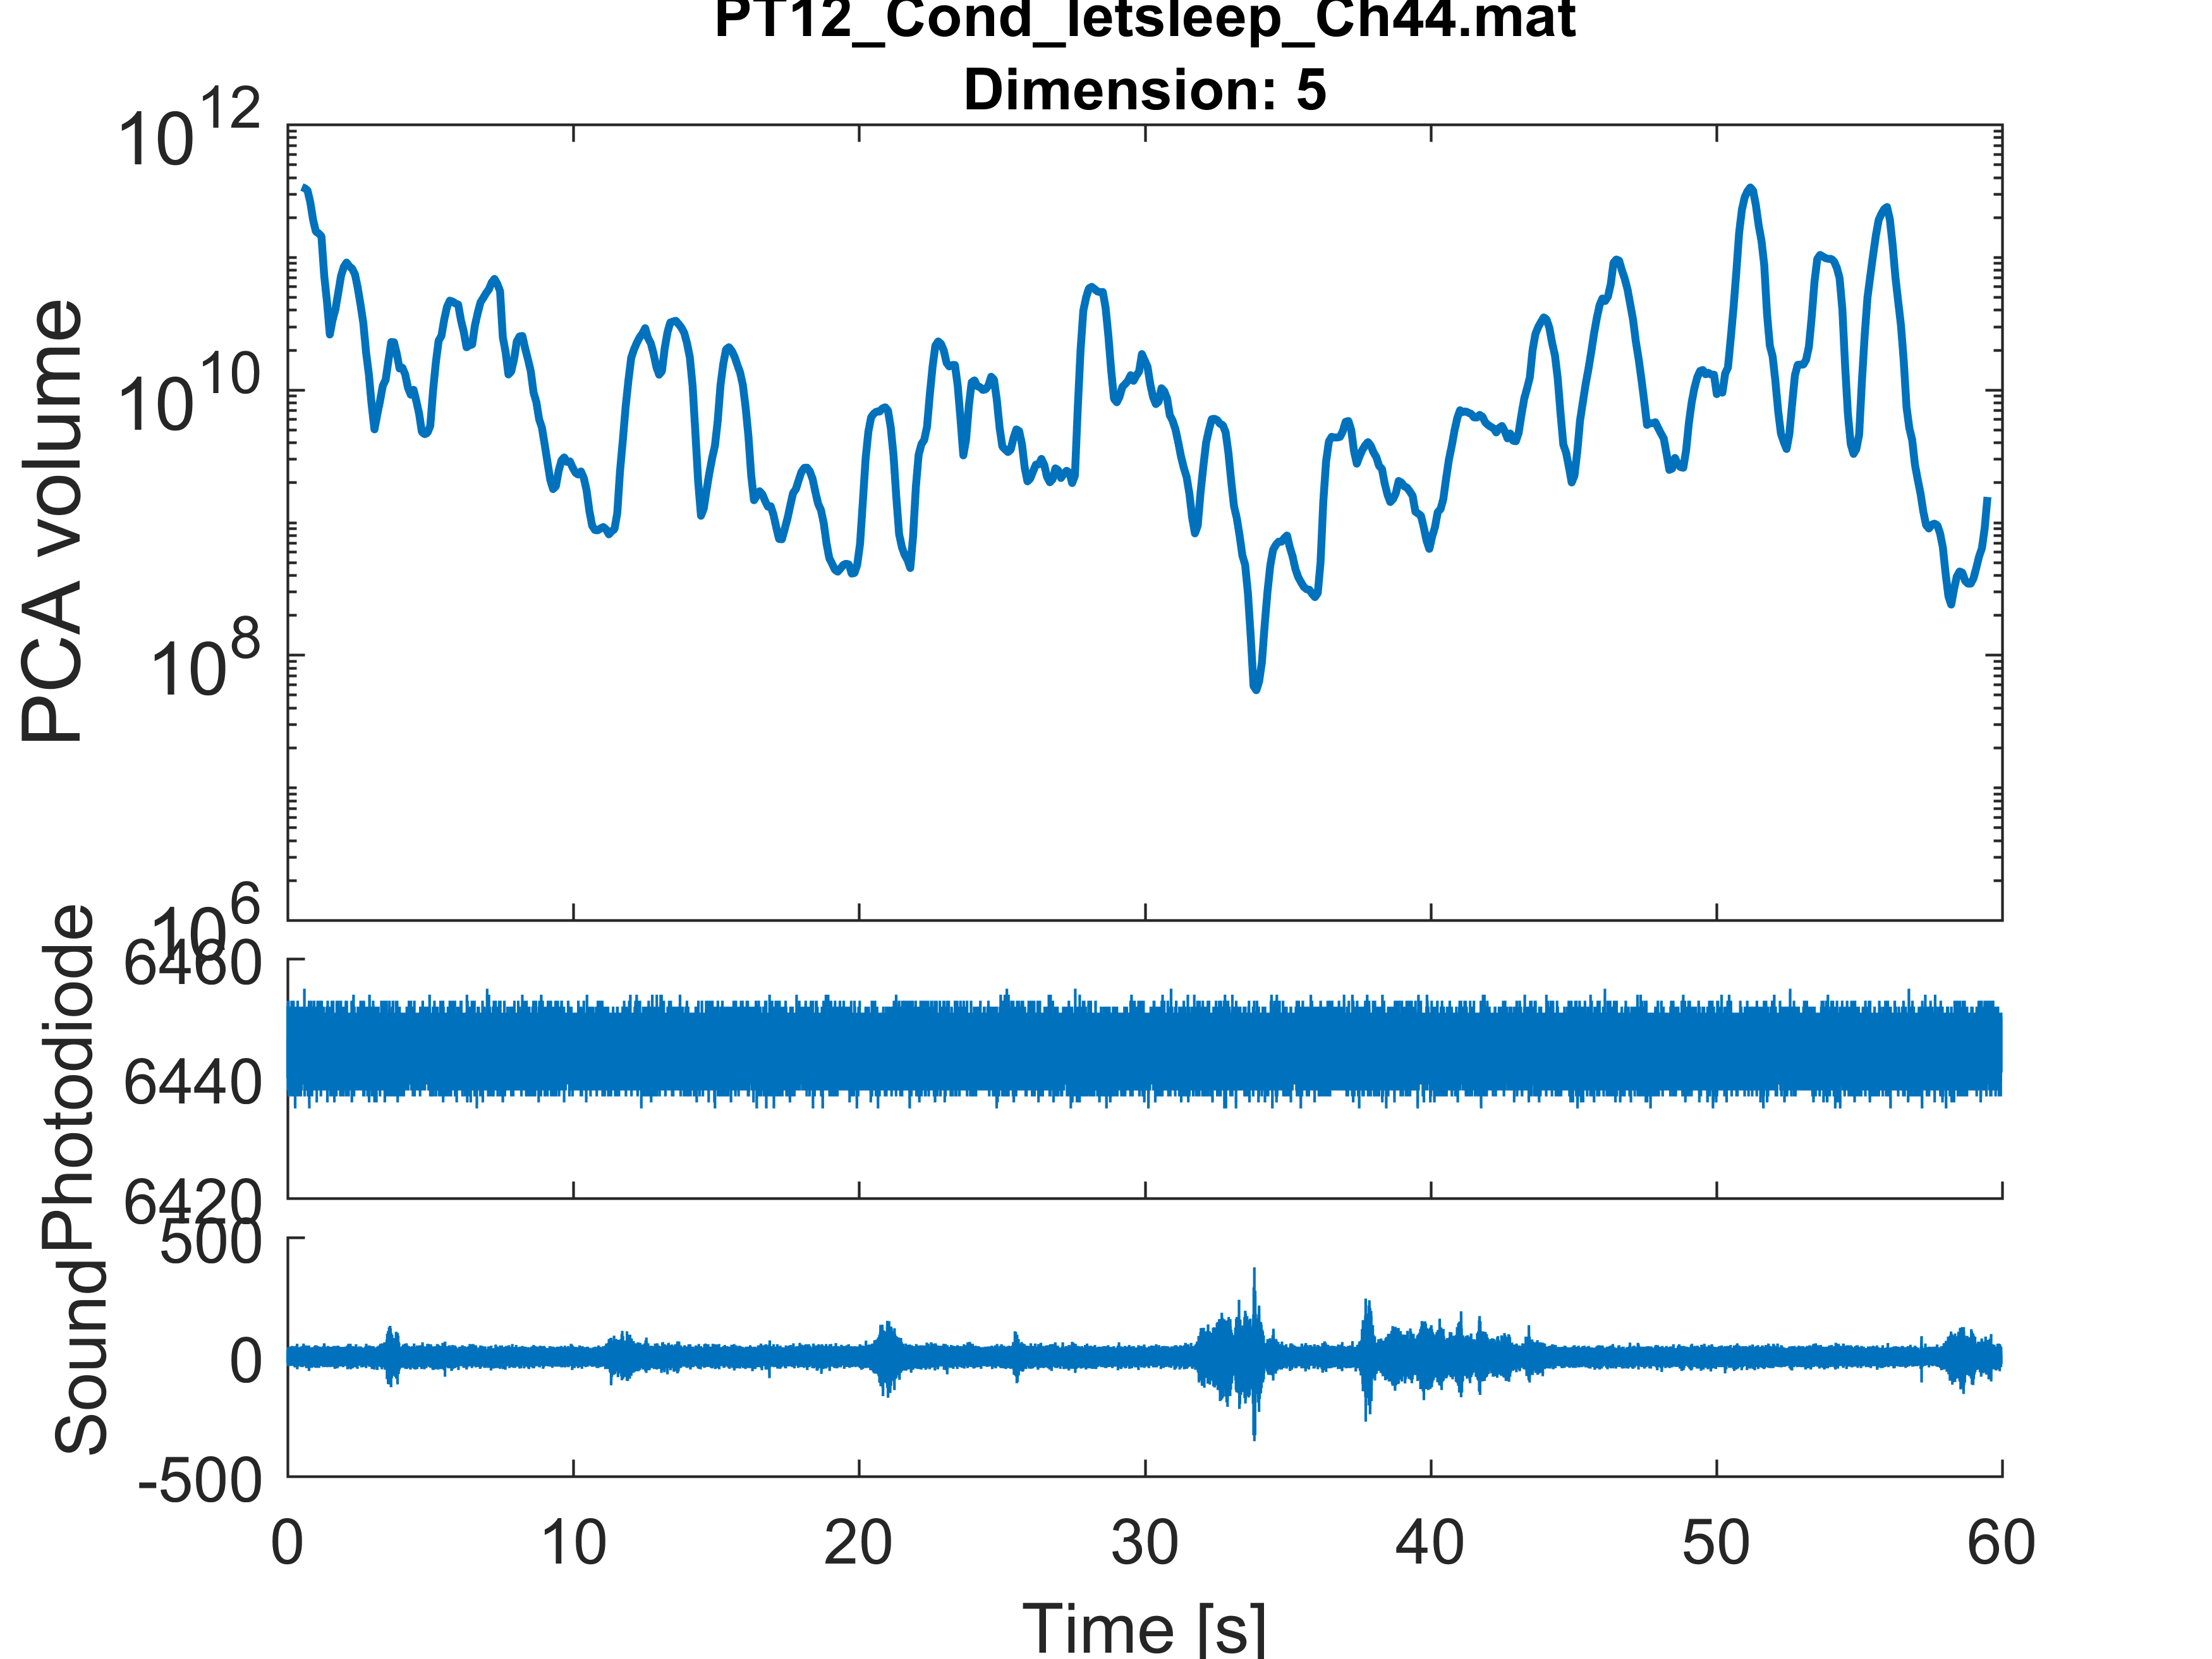 PT12_Cond_letsleep_Ch44.mat
Dimension: 5
PCA volume
10^12
10^10
10^8
10^6
Photodiode
6460
6440
6420
Sound
500
0
-500
0 10 20 30 40 50 60
Time [s]